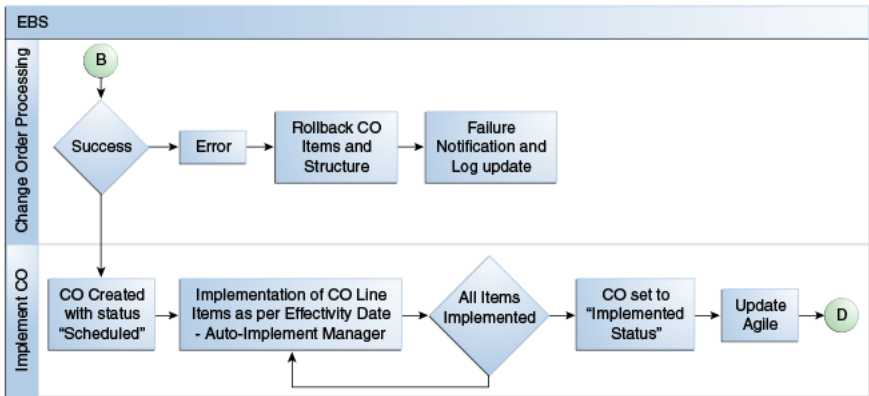 EBS
Change Order Processing
B
Success
Error
Rollback CO
Items and
Structure
Failure
Notification and
Log update
Implement CO
CO Created
with status
“Scheduled”
Implementation of CO Line
Items as per Effectivity Date
- Auto-Implement Manager
All Items
Implemented
CO set to
“Implemented
Status”
Update
Agile
D